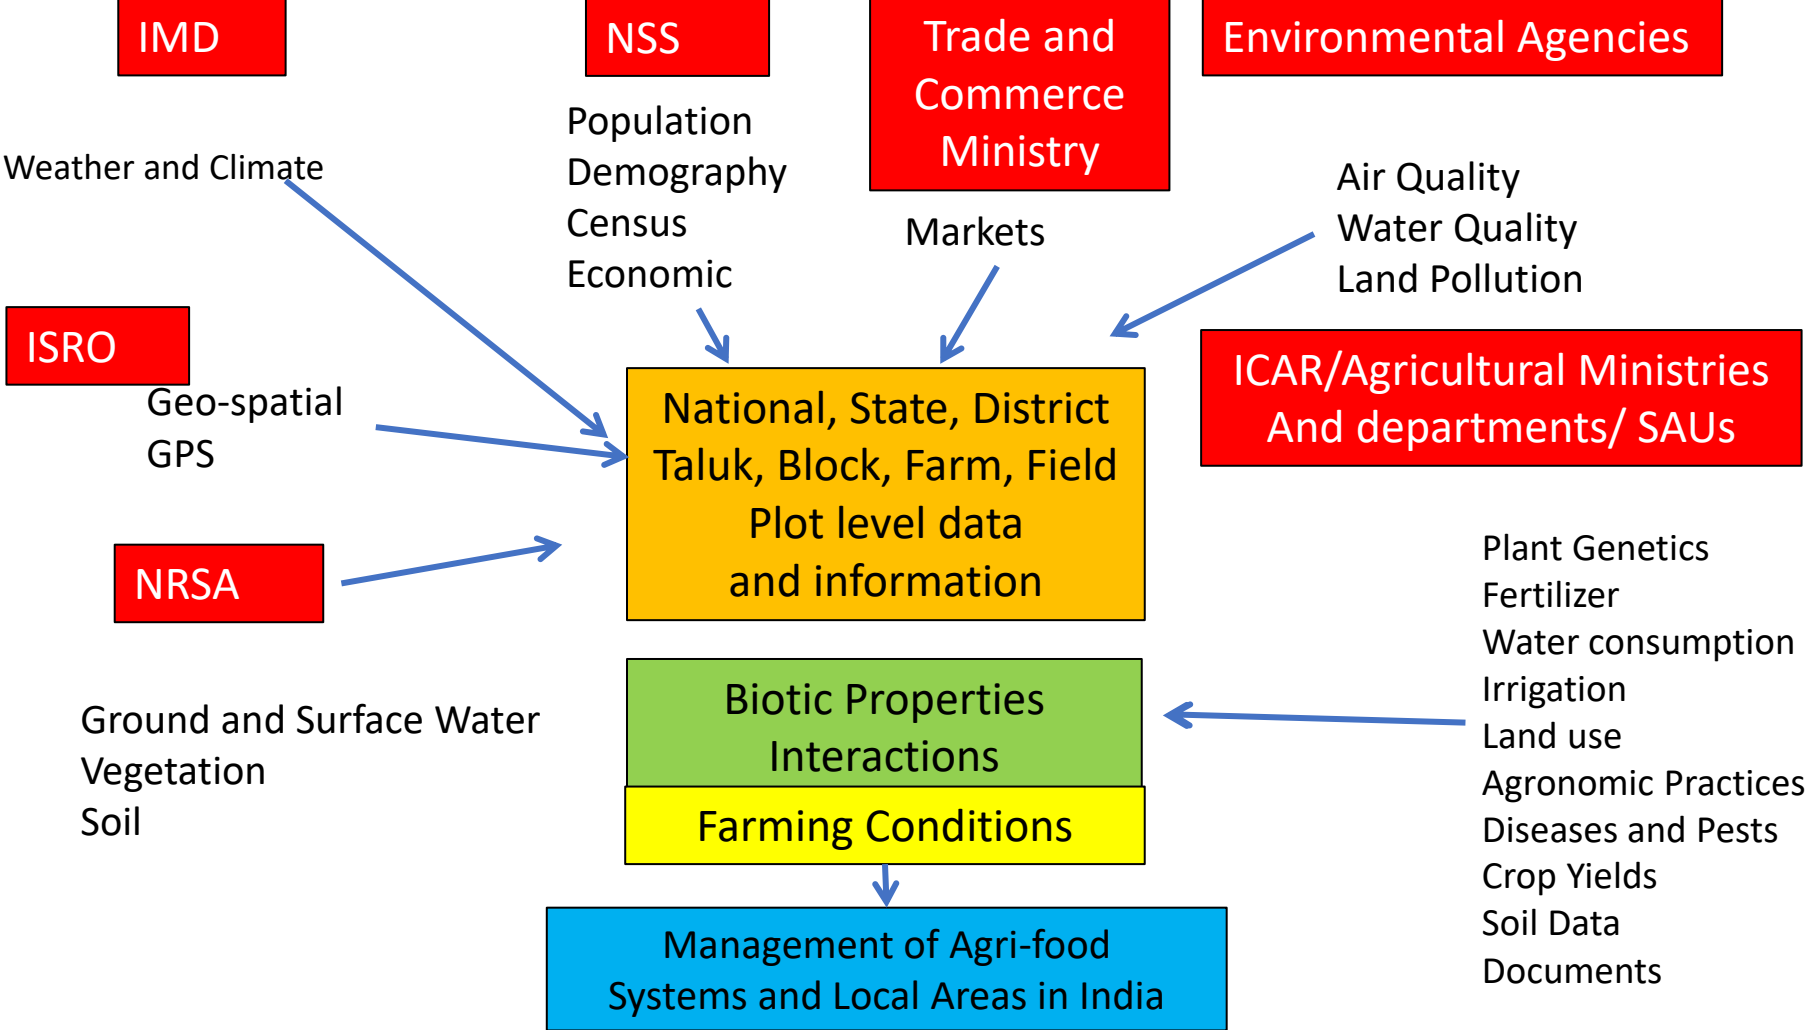 IMD
NSS
Trade and
Commerce
Ministry
Environmental Agencies
Weather and Climate
Population
Demography
Census
Economic
Markets
Air Quality
Water Quality
Land Pollution
ISRO
Geo-spatial
GPS
National, State, District
Taluk, Block, Farm, Field
Plot level data
and information
ICAR/Agricultural Ministries
And departments/ SAUs
NRSA
Ground and Surface Water
Vegetation
Soil
Biotic Properties
Interactions
Farming Conditions
Plant Genetics
Fertilizer
Water consumption
Irrigation
Land use
Agronomic Practices
Diseases and Pests
Crop Yields
Soil Data
Documents
Management of Agri-food
Systems and Local Areas in India